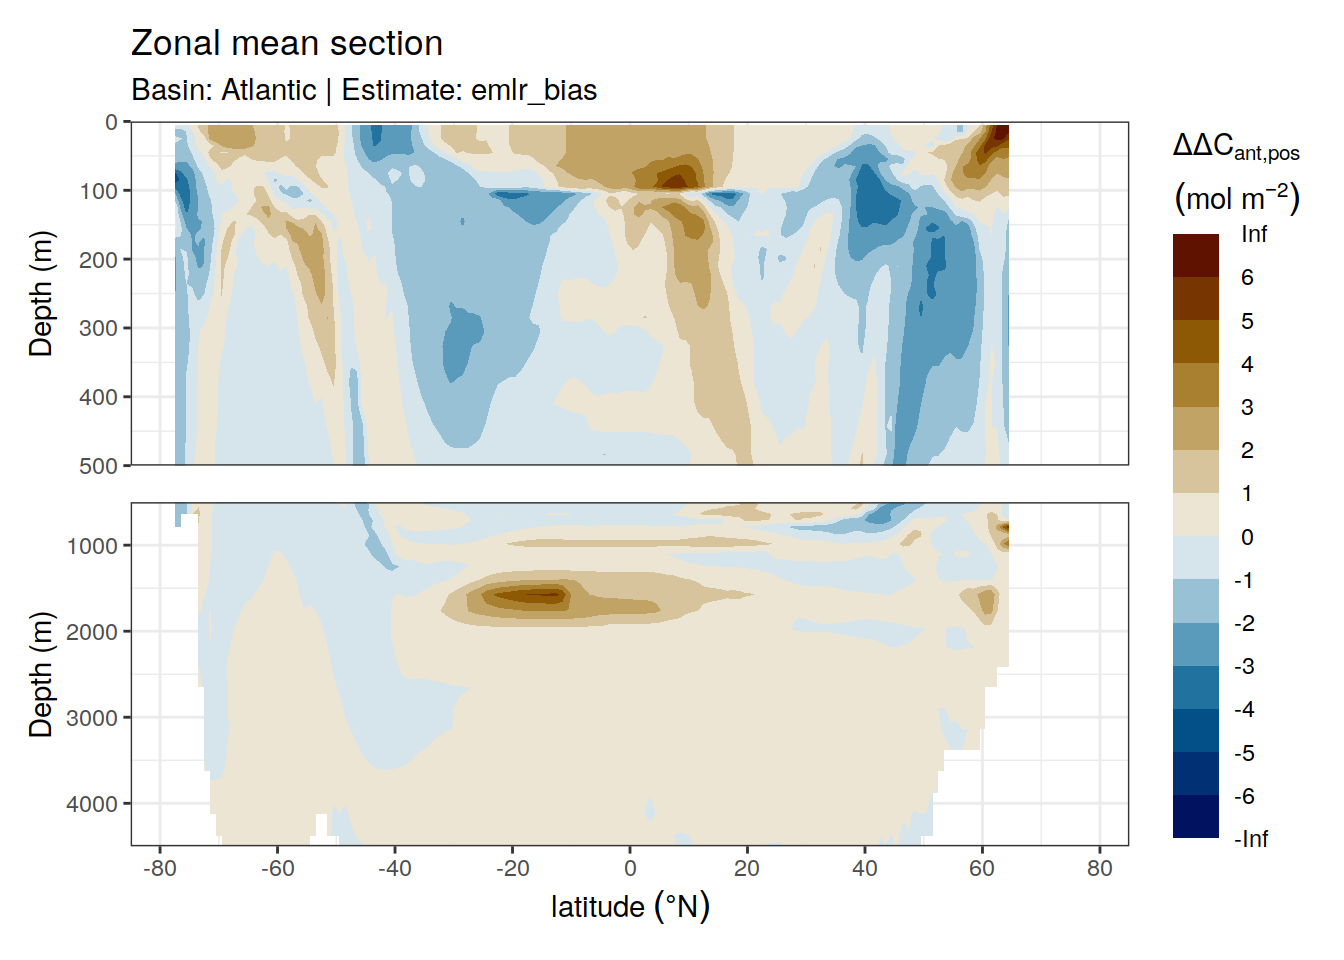 Zonal mean section
Basin: Atlantic | Estimate: emlr_bias
Depth (m)
0
100
200
300
400
500
Depth (m)
1000
2000
3000
4000
-80 -60 -40 -20 0 20 40 60 80
latitude (°N)
ΔΔC_ant,pos
(mol m⁻²)
Inf
6
5
4
3
2
1
0
-1
-2
-3
-4
-5
-6
-Inf